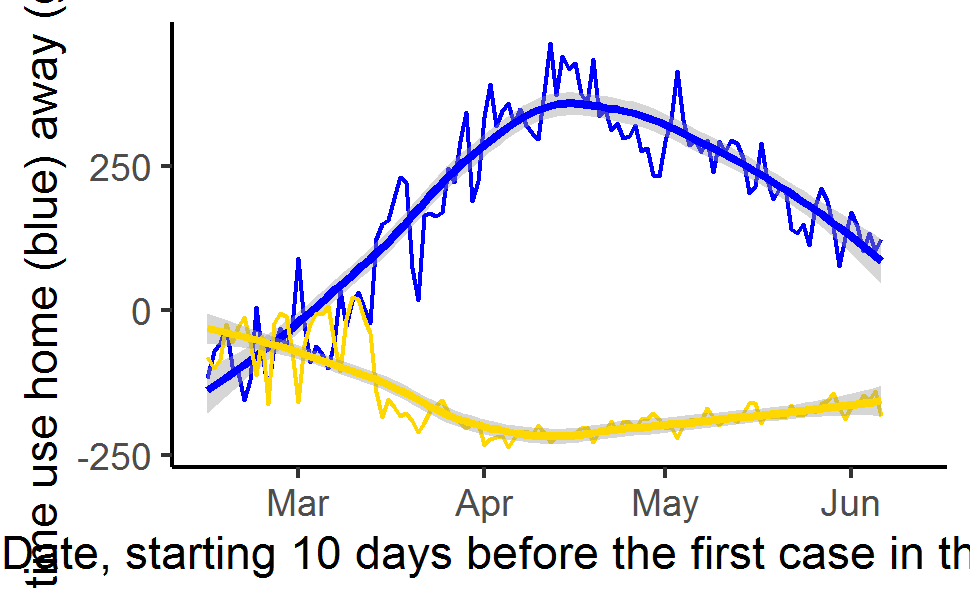 time use home (blue) away (g
250
0
-250
Mar Apr May Jun
Date, starting 10 days before the first case in th